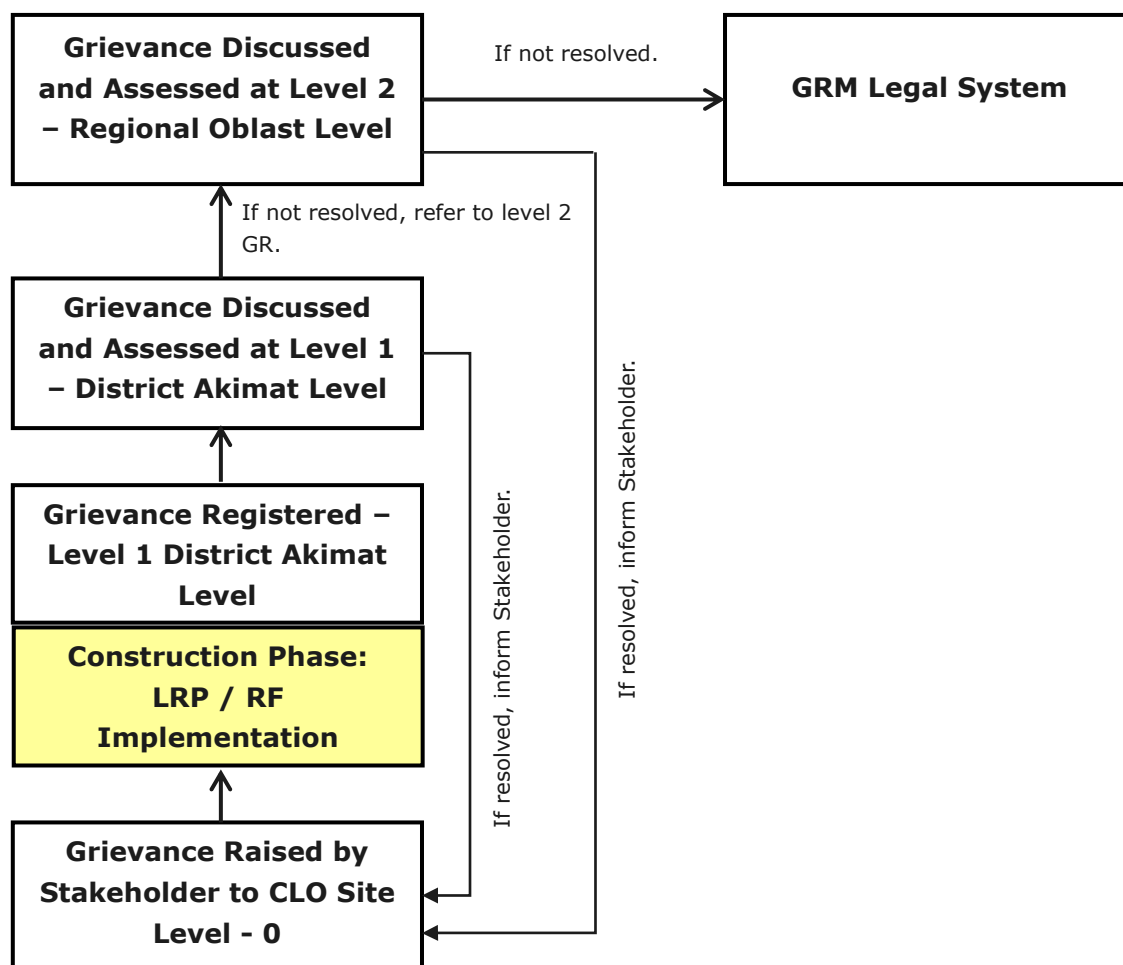 Grievance Discussed
and Assessed at Level 2
– Regional Oblast Level
If not resolved.
GRM Legal System
If not resolved, refer to level 2
GR.
Grievance Discussed
and Assessed at Level 1
– District Akimat Level
If resolved, inform Stakeholder.
If resolved, inform Stakeholder.
Grievance Registered –
Level 1 District Akimat
Level
Construction Phase:
LRP / RF
Implementation
Grievance Raised by
Stakeholder to CLO Site
Level - 0